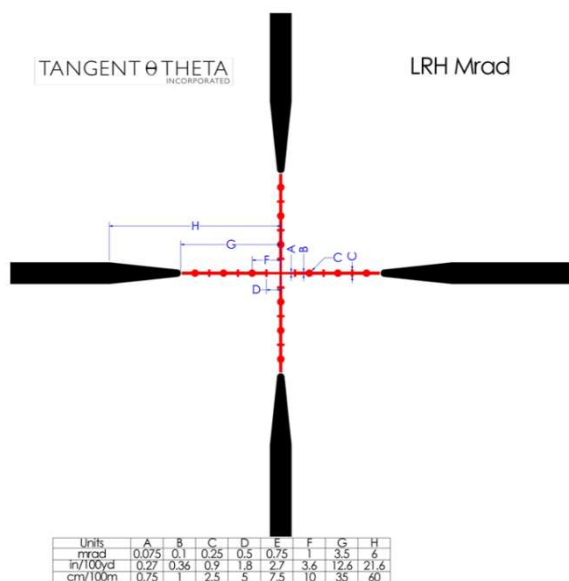 TANGENT θ THETA
INCORPORATED
LRH Mrad
H
G
F
A
B
C
C
D
Units A B C D E F G H
mrad 0.075 0.1 0.25 0.5 0.75 1 3.5 6
in/100yd 0.27 0.36 0.9 1.8 2.7 3.6 12.6 21.6
cm/100m 0.75 1 2.5 5 7.5 10 35 60